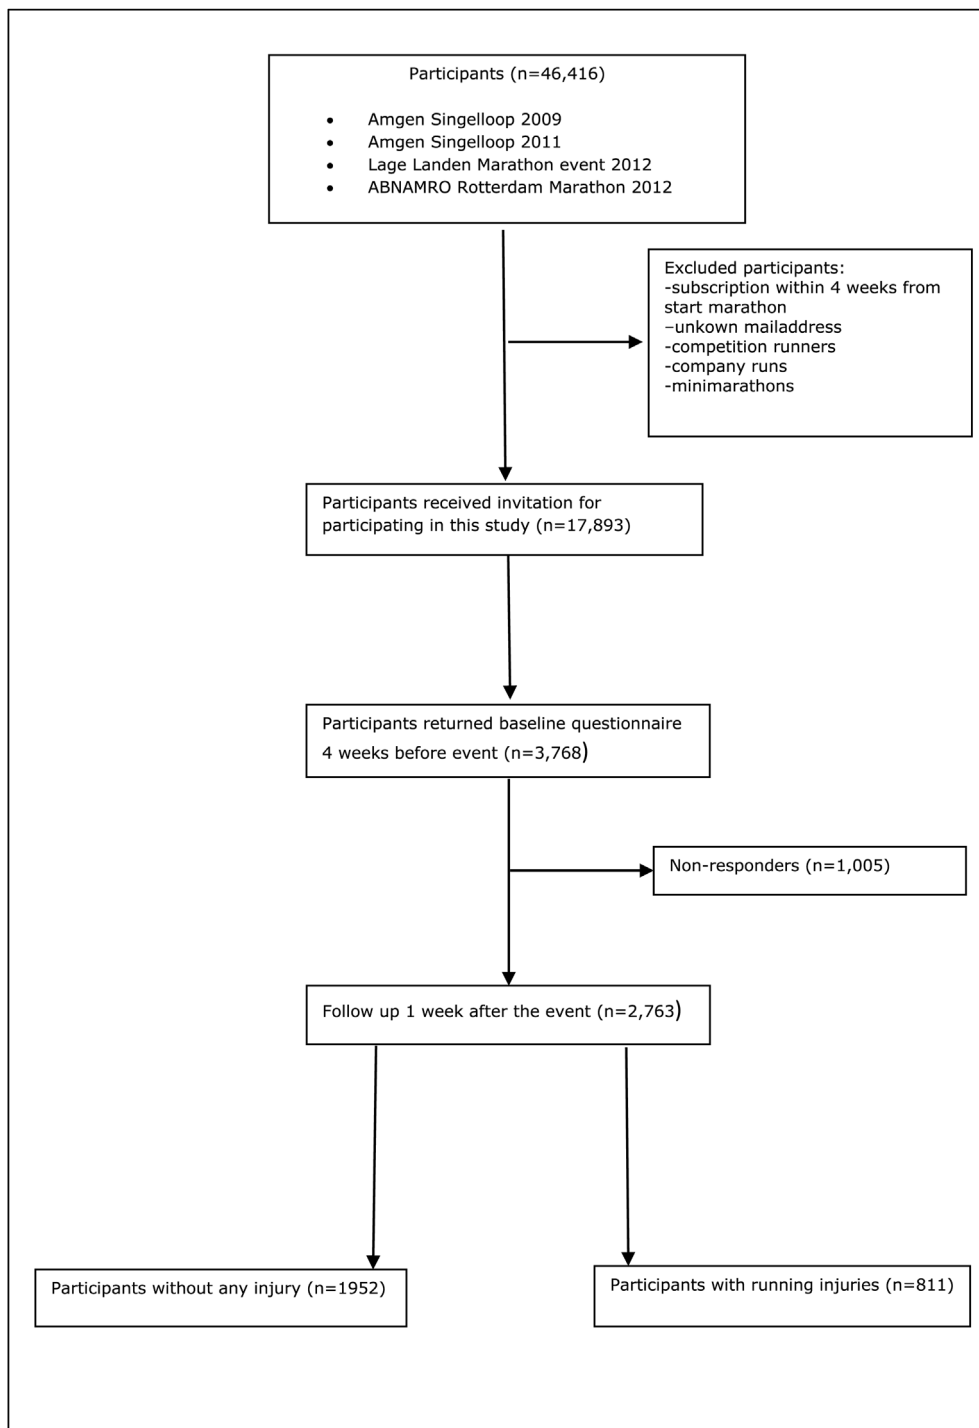 Participants (n=46,416)
• Amgen Singelloop 2009
• Amgen Singelloop 2011
• Lage Landen Marathon event 2012
• ABNAMRO Rotterdam Marathon 2012
Excluded participants:
-subscription within 4 weeks from
start marathon
–unkown mailaddress
-competition runners
-company runs
-minimarathons
Participants received invitation for
participating in this study (n=17,893)
Participants returned baseline questionnaire
4 weeks before event (n=3,768)
Non-responders (n=1,005)
Follow up 1 week after the event (n=2,763)
Participants without any injury (n=1952)
Participants with running injuries (n=811)